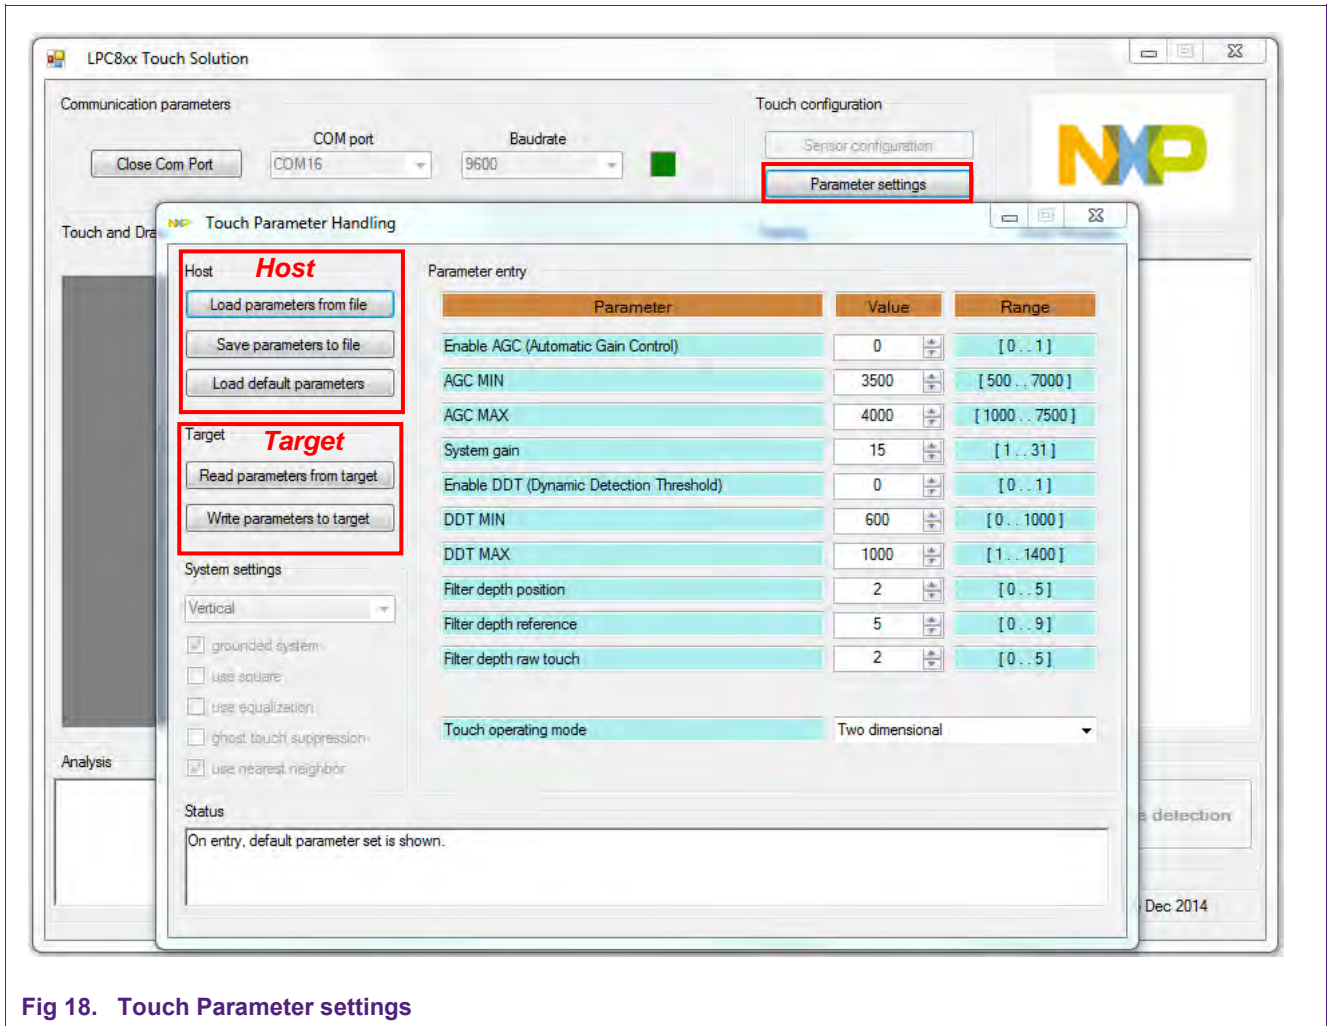 LPC8xx Touch Solution
Communication parameters
Touch configuration
COM port
Baudrate
Close Com Port
COM16
9600
Sensor configuration
Parameter settings
NXP
Touch and Dra
NXP
Touch Parameter Handling
Host
Host
Load parameters from file
Save parameters to file
Load default parameters
Target
Target
Read parameters from target
Write parameters to target
System settings
Vertical
grounded system
use square
use equalization
ghost touch suppression
use nearest neighbor
Parameter entry
Parameter Value Range
Enable AGC (Automatic Gain Control) 0 [ 0 . . 1 ]
AGC MIN 3500 [ 500 . . 7000 ]
AGC MAX 4000 [ 1000 . . 7500 ]
System gain 15 [ 1 . . 31 ]
Enable DDT (Dynamic Detection Threshold) 0 [ 0 . . 1 ]
DDT MIN 600 [ 0 . . 1000 ]
DDT MAX 1000 [ 1 . . 1400 ]
Filter depth position 2 [ 0 . . 5 ]
Filter depth reference 5 [ 0 . . 9 ]
Filter depth raw touch 2 [ 0 . . 5 ]
Touch operating mode Two dimensional
Status
On entry, default parameter set is shown.
Analysis
detection
Dec 2014
Fig 18. Touch Parameter settings